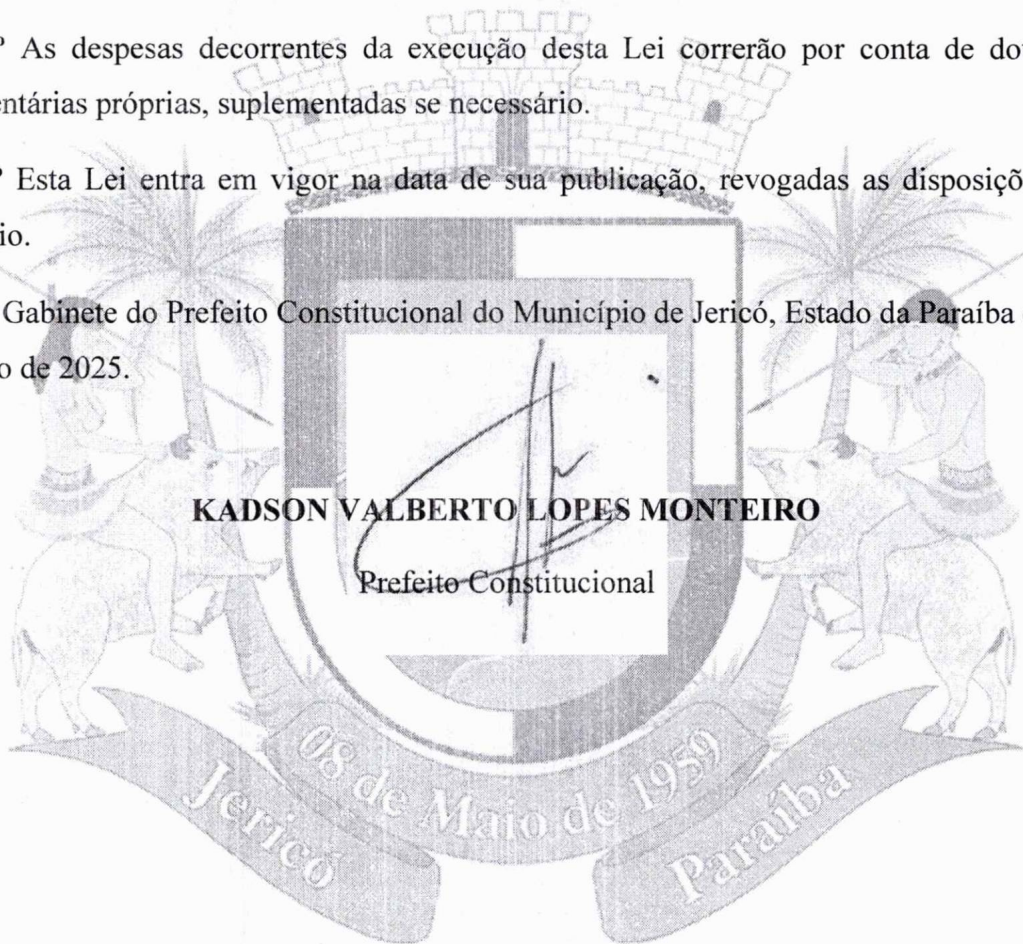 º As despesas decorrentes da execução desta Lei correrão por conta de do
entárias próprias, suplementadas se necessário.
º Esta Lei entra em vigor na data de sua publicação, revogadas as disposiçõ
io.
Gabinete do Prefeito Constitucional do Município de Jericó, Estado da Paraíba
o de 2025.
KADSON VALBERTO LOPES MONTEIRO
Prefeito Constitucional
08 de Maio de 1959
Jericó
Paraíba